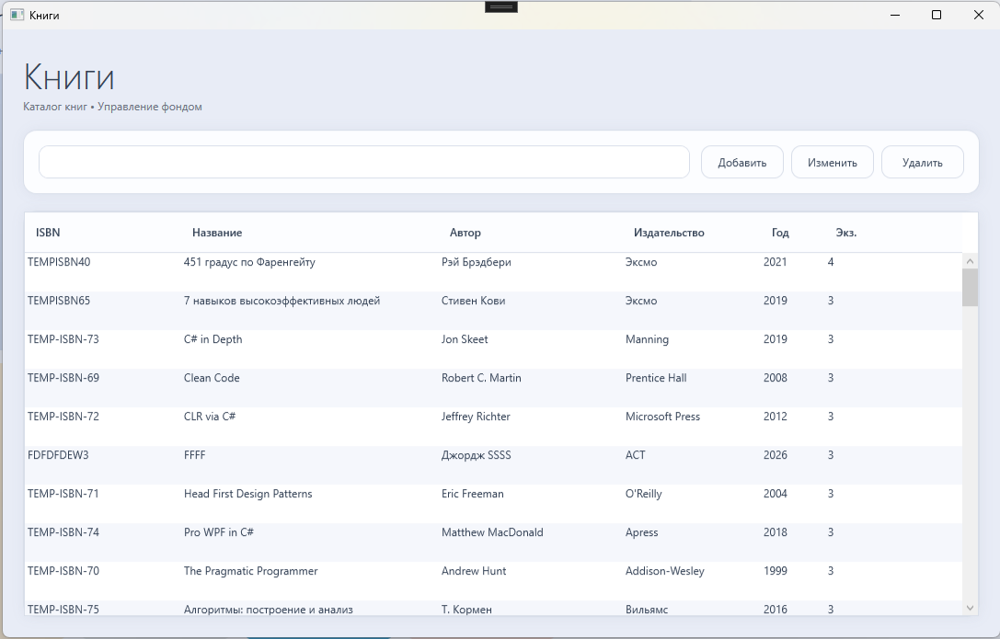 Книги
Книги
Каталог книг • Управление фондом
Добавить Изменить Удалить
ISBN Название Автор Издательство Год Экз.
TEMPISBN40 451 градус по Фаренгейту Рэй Брэдбери Эксмо 2021 4
TEMPISBN65 7 навыков высокоэффективных людей Стивен Кови Эксмо 2019 3
TEMP-ISBN-73 C# in Depth Jon Skeet Manning 2019 3
TEMP-ISBN-69 Clean Code Robert C. Martin Prentice Hall 2008 3
TEMP-ISBN-72 CLR via C# Jeffrey Richter Microsoft Press 2012 3
FDFDFDEW3 FFFF Джордж SSSS АСТ 2026 3
TEMP-ISBN-71 Head First Design Patterns Eric Freeman O'Reilly 2004 3
TEMP-ISBN-74 Pro WPF in C# Matthew MacDonald Apress 2018 3
TEMP-ISBN-70 The Pragmatic Programmer Andrew Hunt Addison-Wesley 1999 3
TEMP-ISBN-75 Алгоритмы: построение и анализ Т. Кормен Вильямс 2016 3